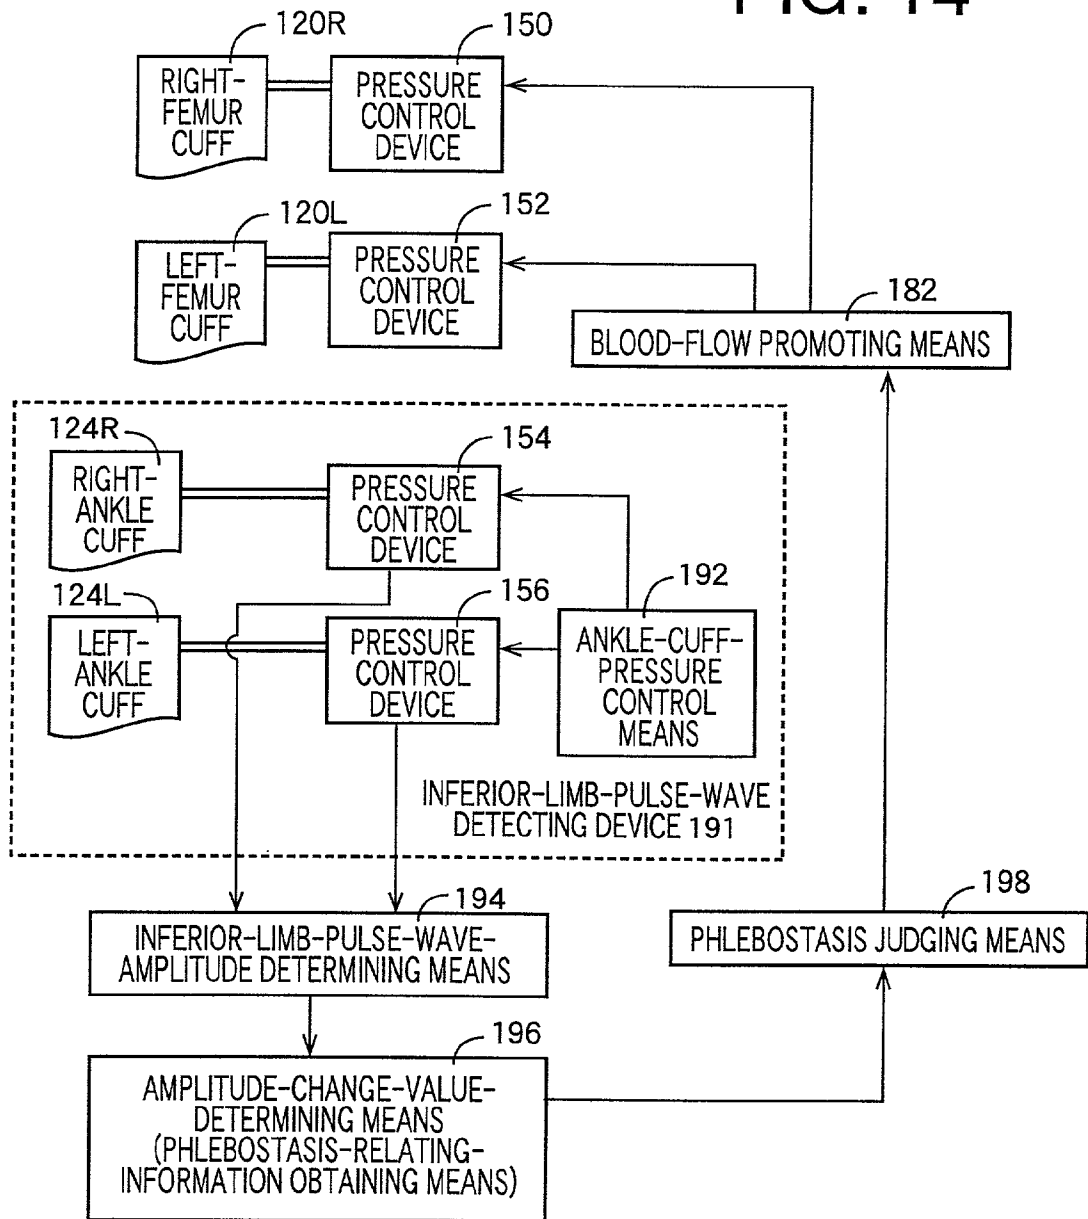 FIG. 14
120R
150
RIGHT-
FEMUR
CUFF
PRESSURE
CONTROL
DEVICE
120L
152
LEFT-
FEMUR
CUFF
PRESSURE
CONTROL
DEVICE
182
BLOOD-FLOW PROMOTING MEANS
124R
154
RIGHT-
ANKLE
CUFF
PRESSURE
CONTROL
DEVICE
124L
156
192
LEFT-
ANKLE
CUFF
PRESSURE
CONTROL
DEVICE
ANKLE-CUFF-
PRESSURE
CONTROL
MEANS
INFERIOR-LIMB-PULSE-WAVE
DETECTING DEVICE 191
194
INFERIOR-LIMB-PULSE-WAVE-
AMPLITUDE DETERMINING MEANS
198
PHLEBOSTASIS JUDGING MEANS
196
AMPLITUDE-CHANGE-VALUE-
DETERMINING MEANS
(PHLEBOSTASIS-RELATING-
INFORMATION OBTAINING MEANS)